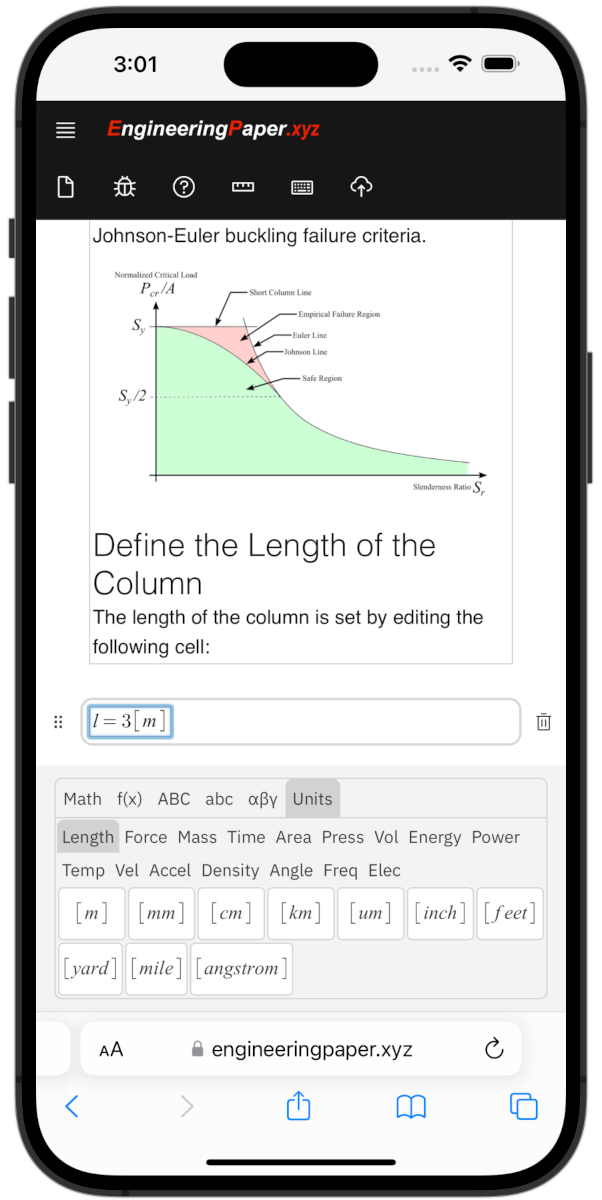 3:01
EngineeringPaper.xyz
Johnson-Euler buckling failure criteria.
Normalized Critical Load
P_cr/A
Short Column Line
Empirical Failure Region
S_y
Euler Line
Johnson Line
Safe Region
S_y/2
Slenderness Ratio S_r
Define the Length of the
Column
The length of the column is set by editing the
following cell:
l = 3[m]
Math f(x) ABC abc αβγ Units
Length Force Mass Time Area Press Vol Energy Power
Temp Vel Accel Density Angle Freq Elec
[m] [mm] [cm] [km] [um] [inch] [feet]
[yard] [mile] [angstrom]
AA engineeringpaper.xyz